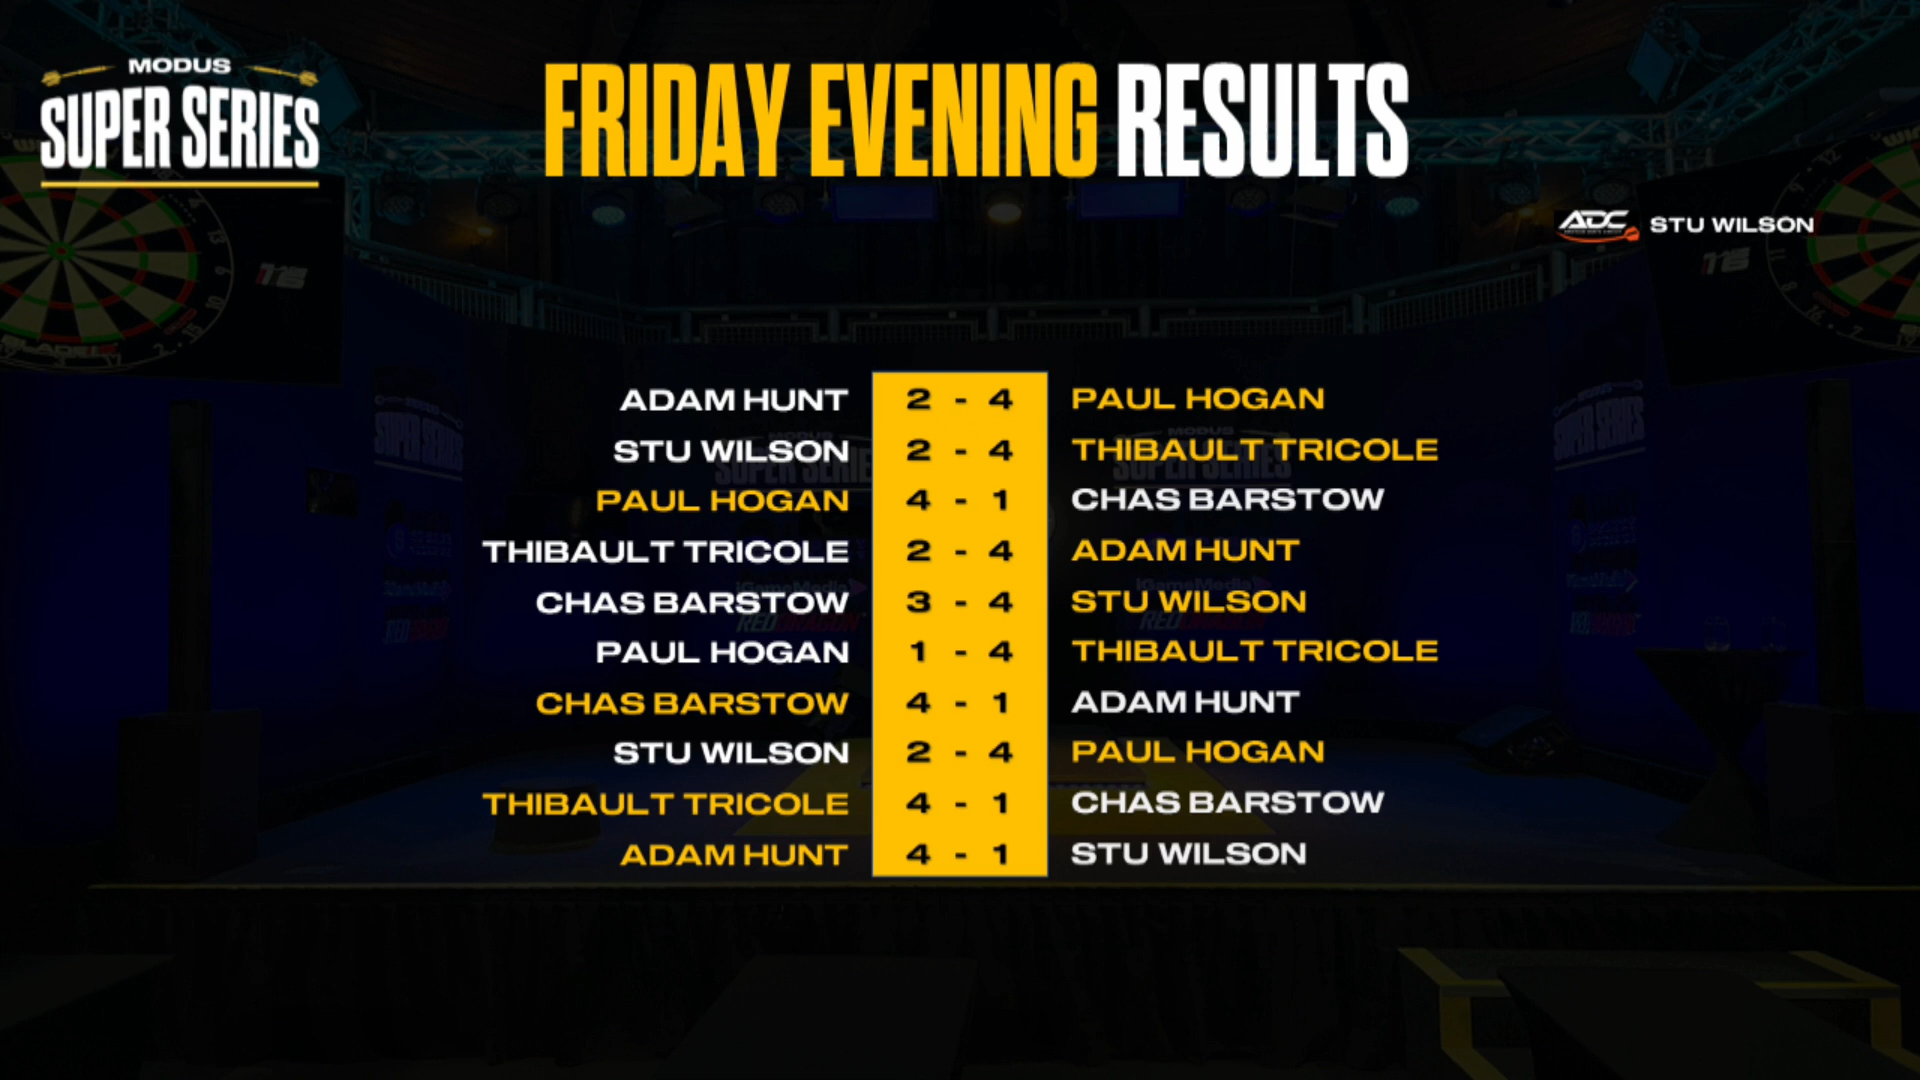 MODUS
SUPER SERIES
FRIDAY EVENING RESULTS
ADC STU WILSON
ADAM HUNT 2 - 4 PAUL HOGAN
STU WILSON 2 - 4 THIBAULT TRICOLE
PAUL HOGAN 4 - 1 CHAS BARSTOW
THIBAULT TRICOLE 2 - 4 ADAM HUNT
CHAS BARSTOW 3 - 4 STU WILSON
PAUL HOGAN 1 - 4 THIBAULT TRICOLE
CHAS BARSTOW 4 - 1 ADAM HUNT
STU WILSON 2 - 4 PAUL HOGAN
THIBAULT TRICOLE 4 - 1 CHAS BARSTOW
ADAM HUNT 4 - 1 STU WILSON